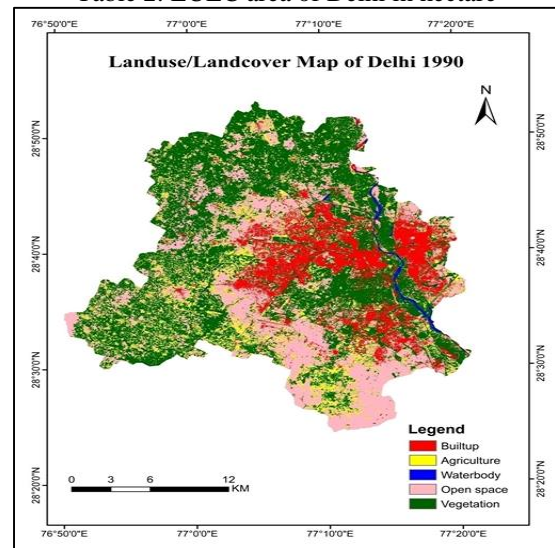 76°50'0"E 77°0'0"E 77°10'0"E 77°20'0"E
Landuse/Landcover Map of Delhi 1990
N
28°50'0"N 28°50'0"N
28°40'0"N 28°40'0"N
28°30'0"N 28°30'0"N
Legend
Builtup
Agriculture
Waterbody
Open space
Vegetation
28°20'0"N 28°20'0"N
0 3 6 12
KM
76°50'0"E 77°0'0"E 77°10'0"E 77°20'0"E